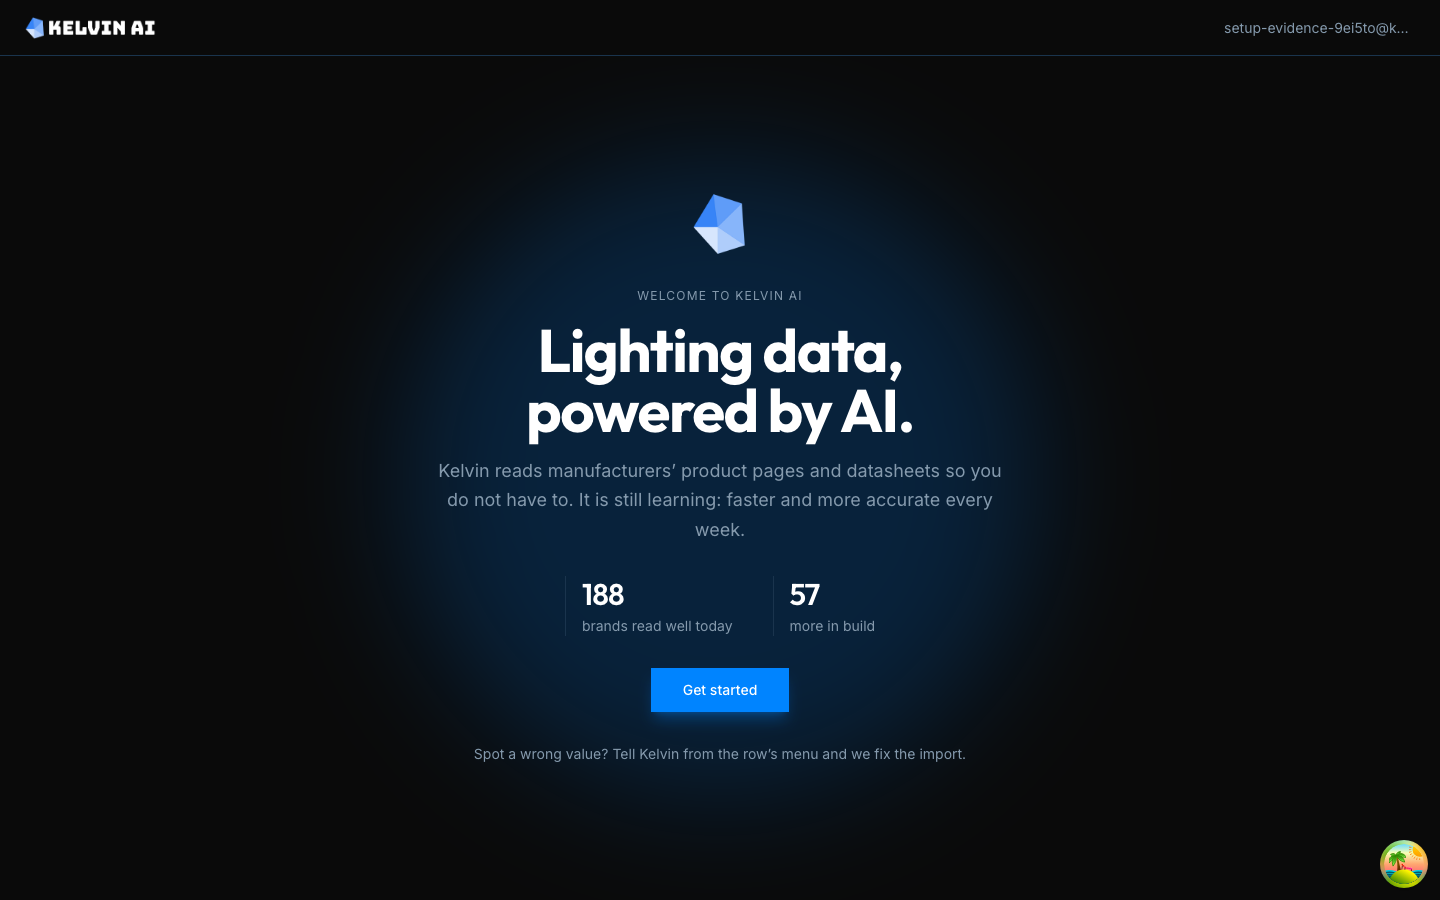 KELVIN AI
setup-evidence-9ei5to@k...
WELCOME TO KELVIN AI
Lighting data,
powered by AI.
Kelvin reads manufacturers’ product pages and datasheets so you
do not have to. It is still learning: faster and more accurate every
week.
188
brands read well today
57
more in build
Get started
Spot a wrong value? Tell Kelvin from the row’s menu and we fix the import.